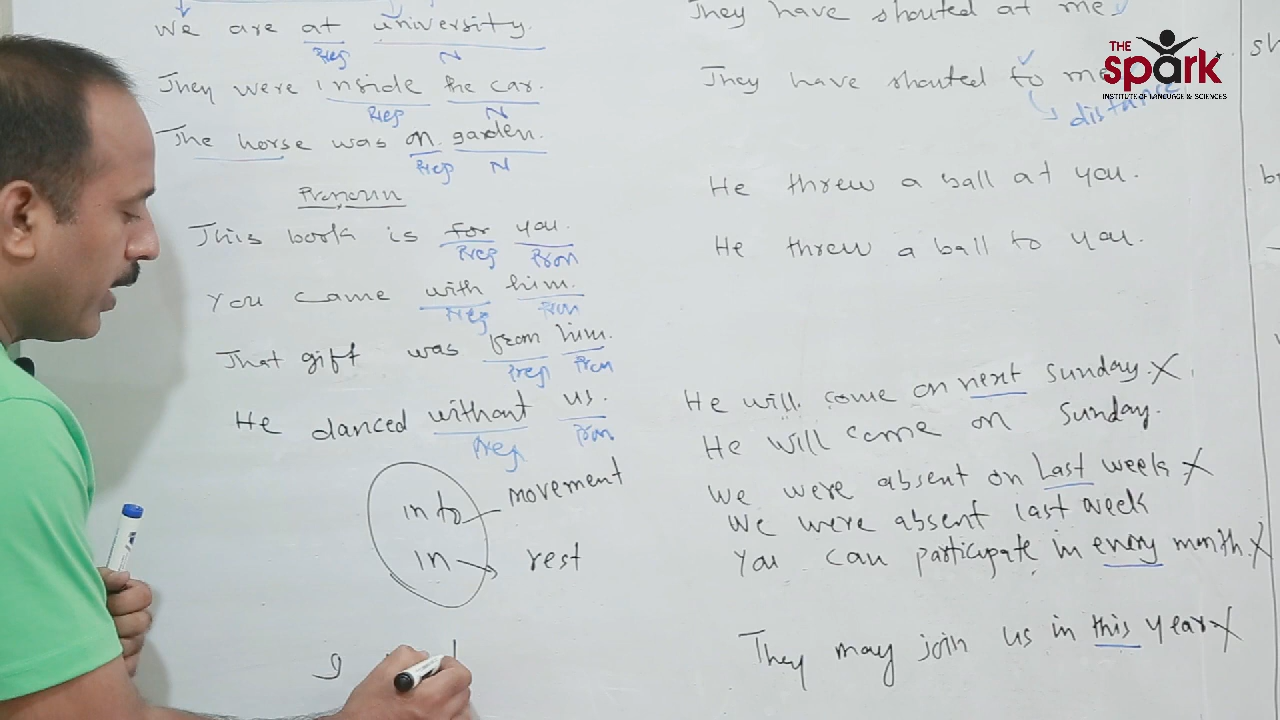 We are at university.
Prep N
They were inside the car.
Prep N
The horse was on garden.
Prep N
Pronoun
This book is for you.
Prep Pron
You came with him.
Prep Pron
That gift was from him.
Prep Pron
He danced without us.
Prep Pron
into movement
in rest
They have shouted at me.
They have shouted to me
distance
He threw a ball at you.
He threw a ball to you.
He will come on next Sunday. X
He will come on Sunday.
We were absent on last week X
We were absent last week
You can participate in every month. X
They may join us in this year X
THE
spark
INSTITUTE OF LANGUAGE & SCIENCES